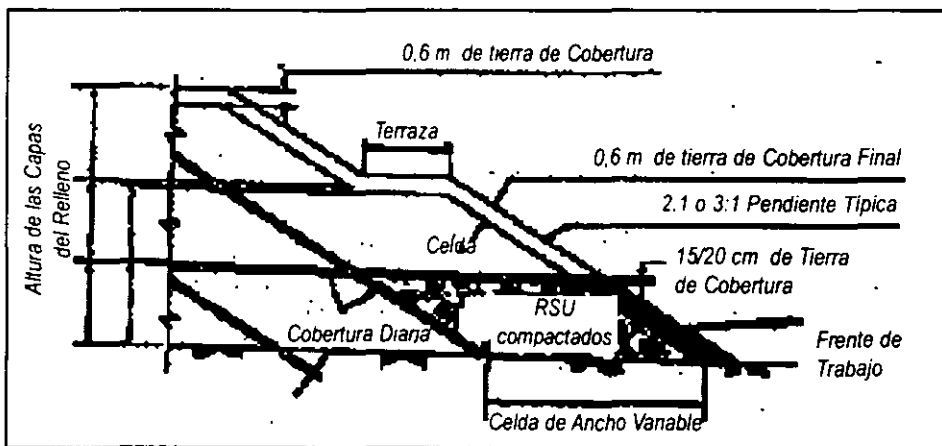 0,6 m de tierra de Cobertura
Terraza
0,6 m de tierra de Cobertura Final
2.1 o 3:1 Pendiente Típica
Altura de las Capas
del Relleno
Celda
15/20 cm de Tierra
de Cobertura
RSU
compactados
Cobertura Diaria
Frente de
Trabajo
Celda de Ancho Variable